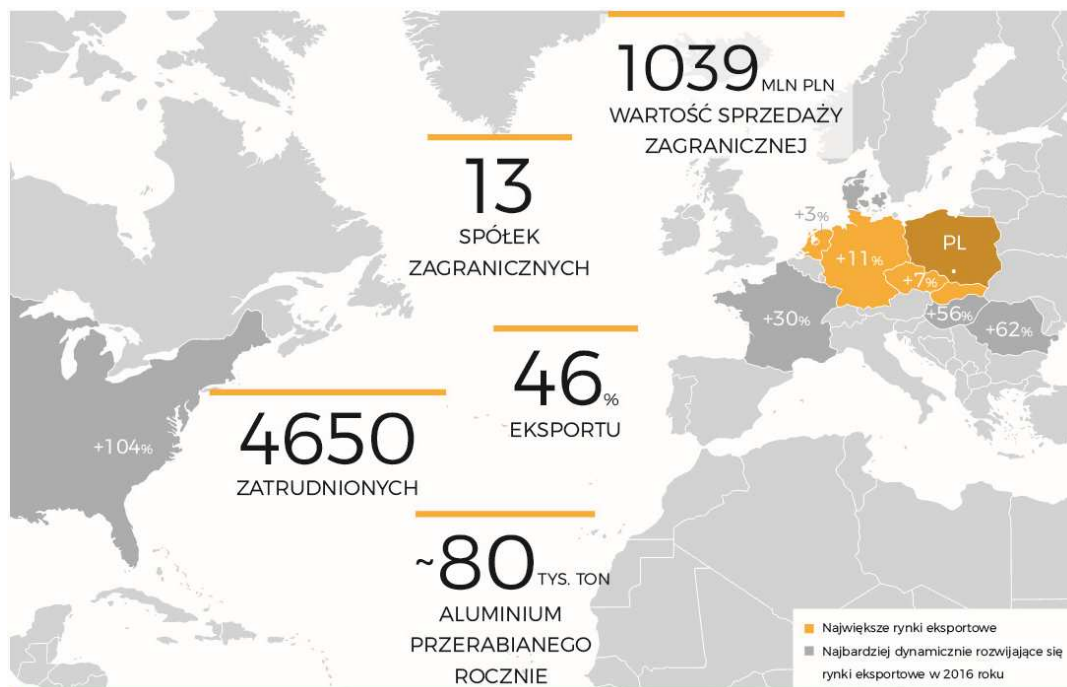 1039 MLN PLN
WARTOŚĆ SPRZEDAŻY
ZAGRANICZNEJ
13
SPÓŁEK
ZAGRANICZNYCH
+3%
PL
+11%
+7%
+30%
+56%
+62%
46%
EKSPORTU
+104%
4650
ZATRUDNIONYCH
~80 TYS. TON
ALUMINIUM
PRZERABIANEGO
ROCZNIE
Największe rynki eksportowe
Najbardziej dynamicznie rozwijające się
rynki eksportowe w 2016 roku